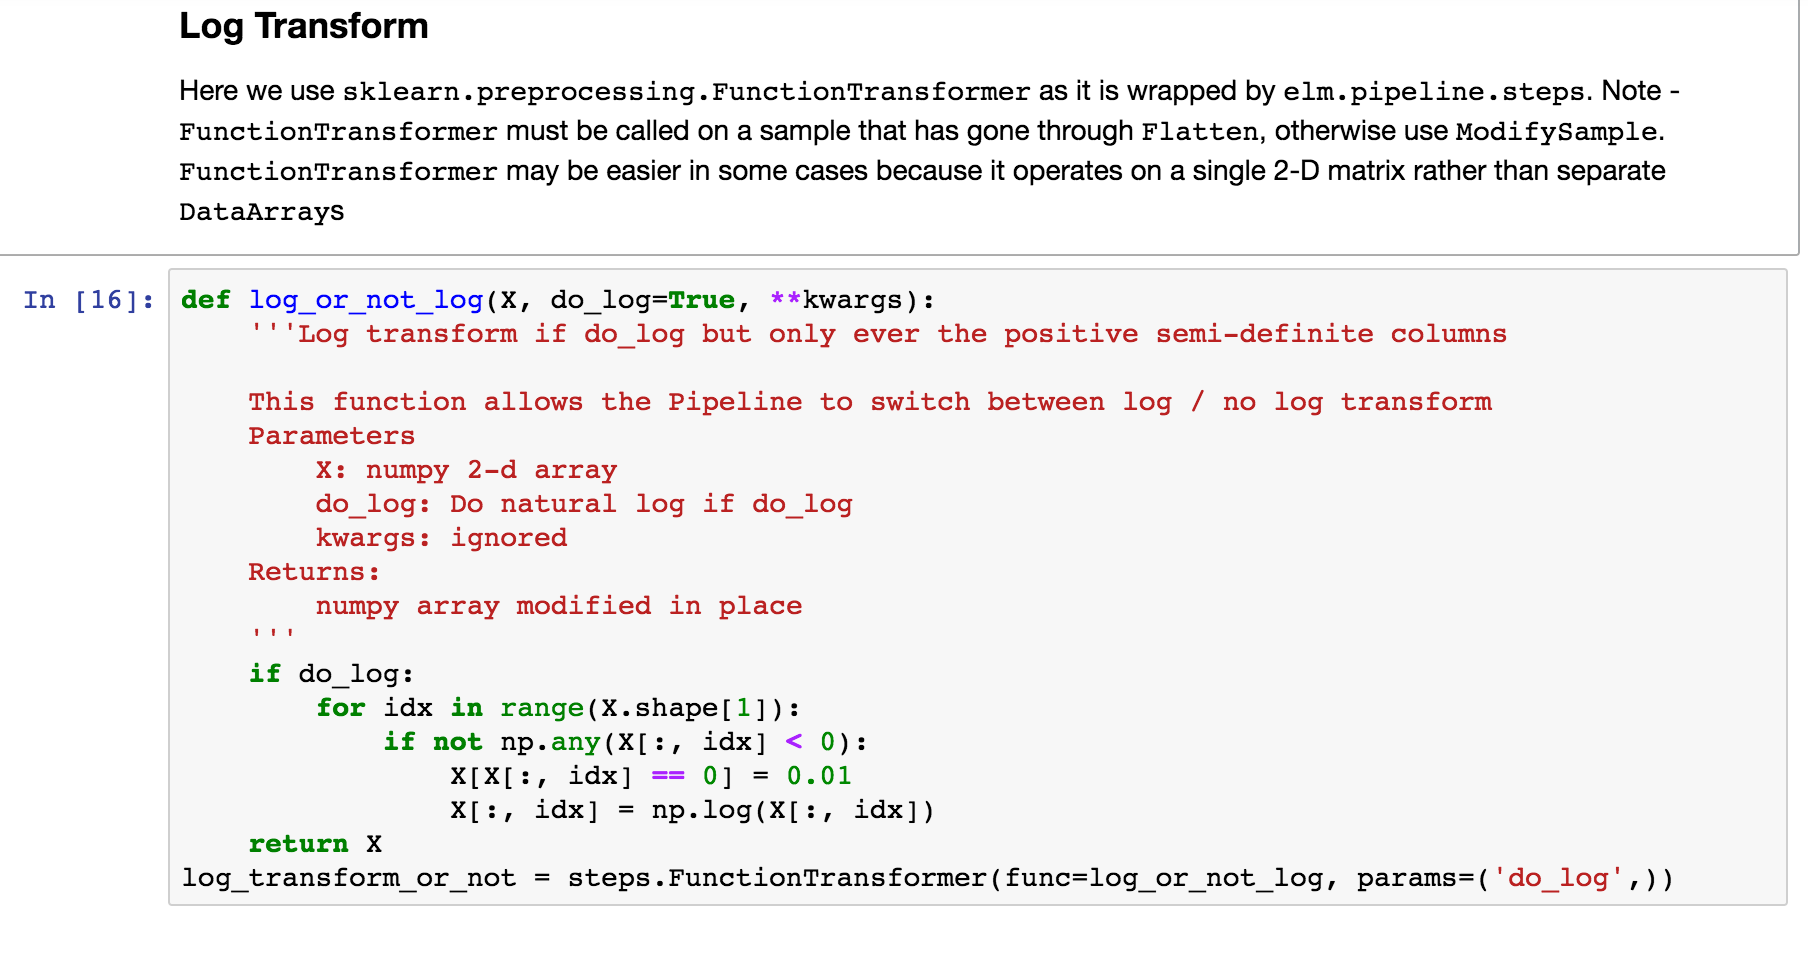 Log Transform
Here we use sklearn.preprocessing.FunctionTransformer as it is wrapped by elm.pipeline.steps. Note -
FunctionTransformer must be called on a sample that has gone through Flatten, otherwise use ModifySample.
FunctionTransformer may be easier in some cases because it operates on a single 2-D matrix rather than separate
DataArrays
In [16]: def log_or_not_log(X, do_log=True, **kwargs):
    '''Log transform if do_log but only ever the positive semi-definite columns

    This function allows the Pipeline to switch between log / no log transform
    Parameters
        X: numpy 2-d array
        do_log: Do natural log if do_log
        kwargs: ignored
    Returns:
        numpy array modified in place
    '''
    if do_log:
        for idx in range(X.shape[1]):
            if not np.any(X[:, idx] < 0):
                X[X[:, idx] == 0] = 0.01
                X[:, idx] = np.log(X[:, idx])
    return X
log_transform_or_not = steps.FunctionTransformer(func=log_or_not_log, params=('do_log',))